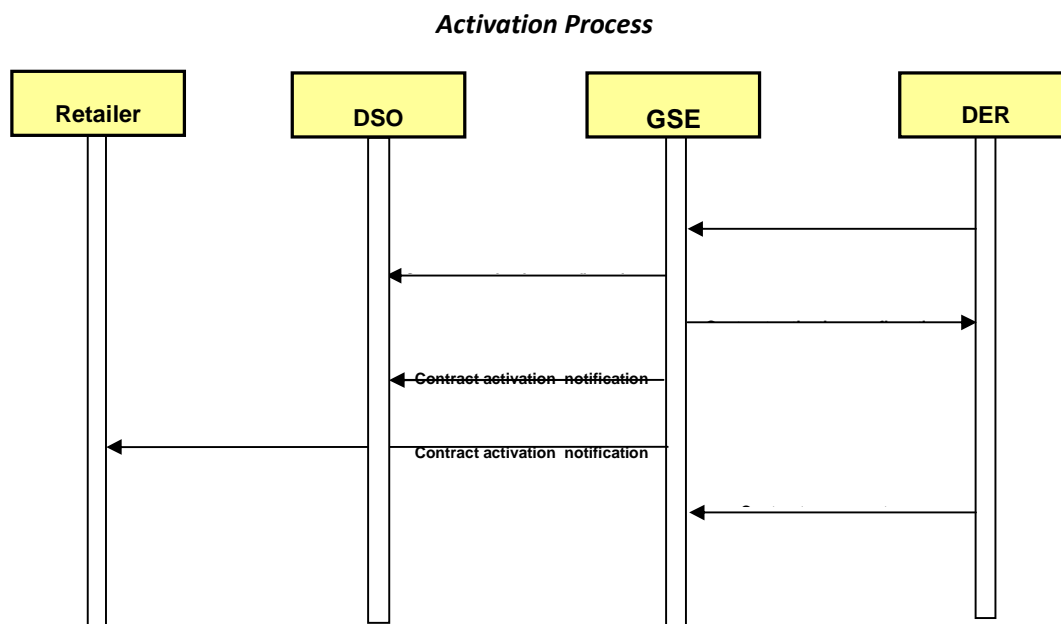 Activation Process
Retailer
DSO
GSE
DER
Contract activation notification
Contract activation notification